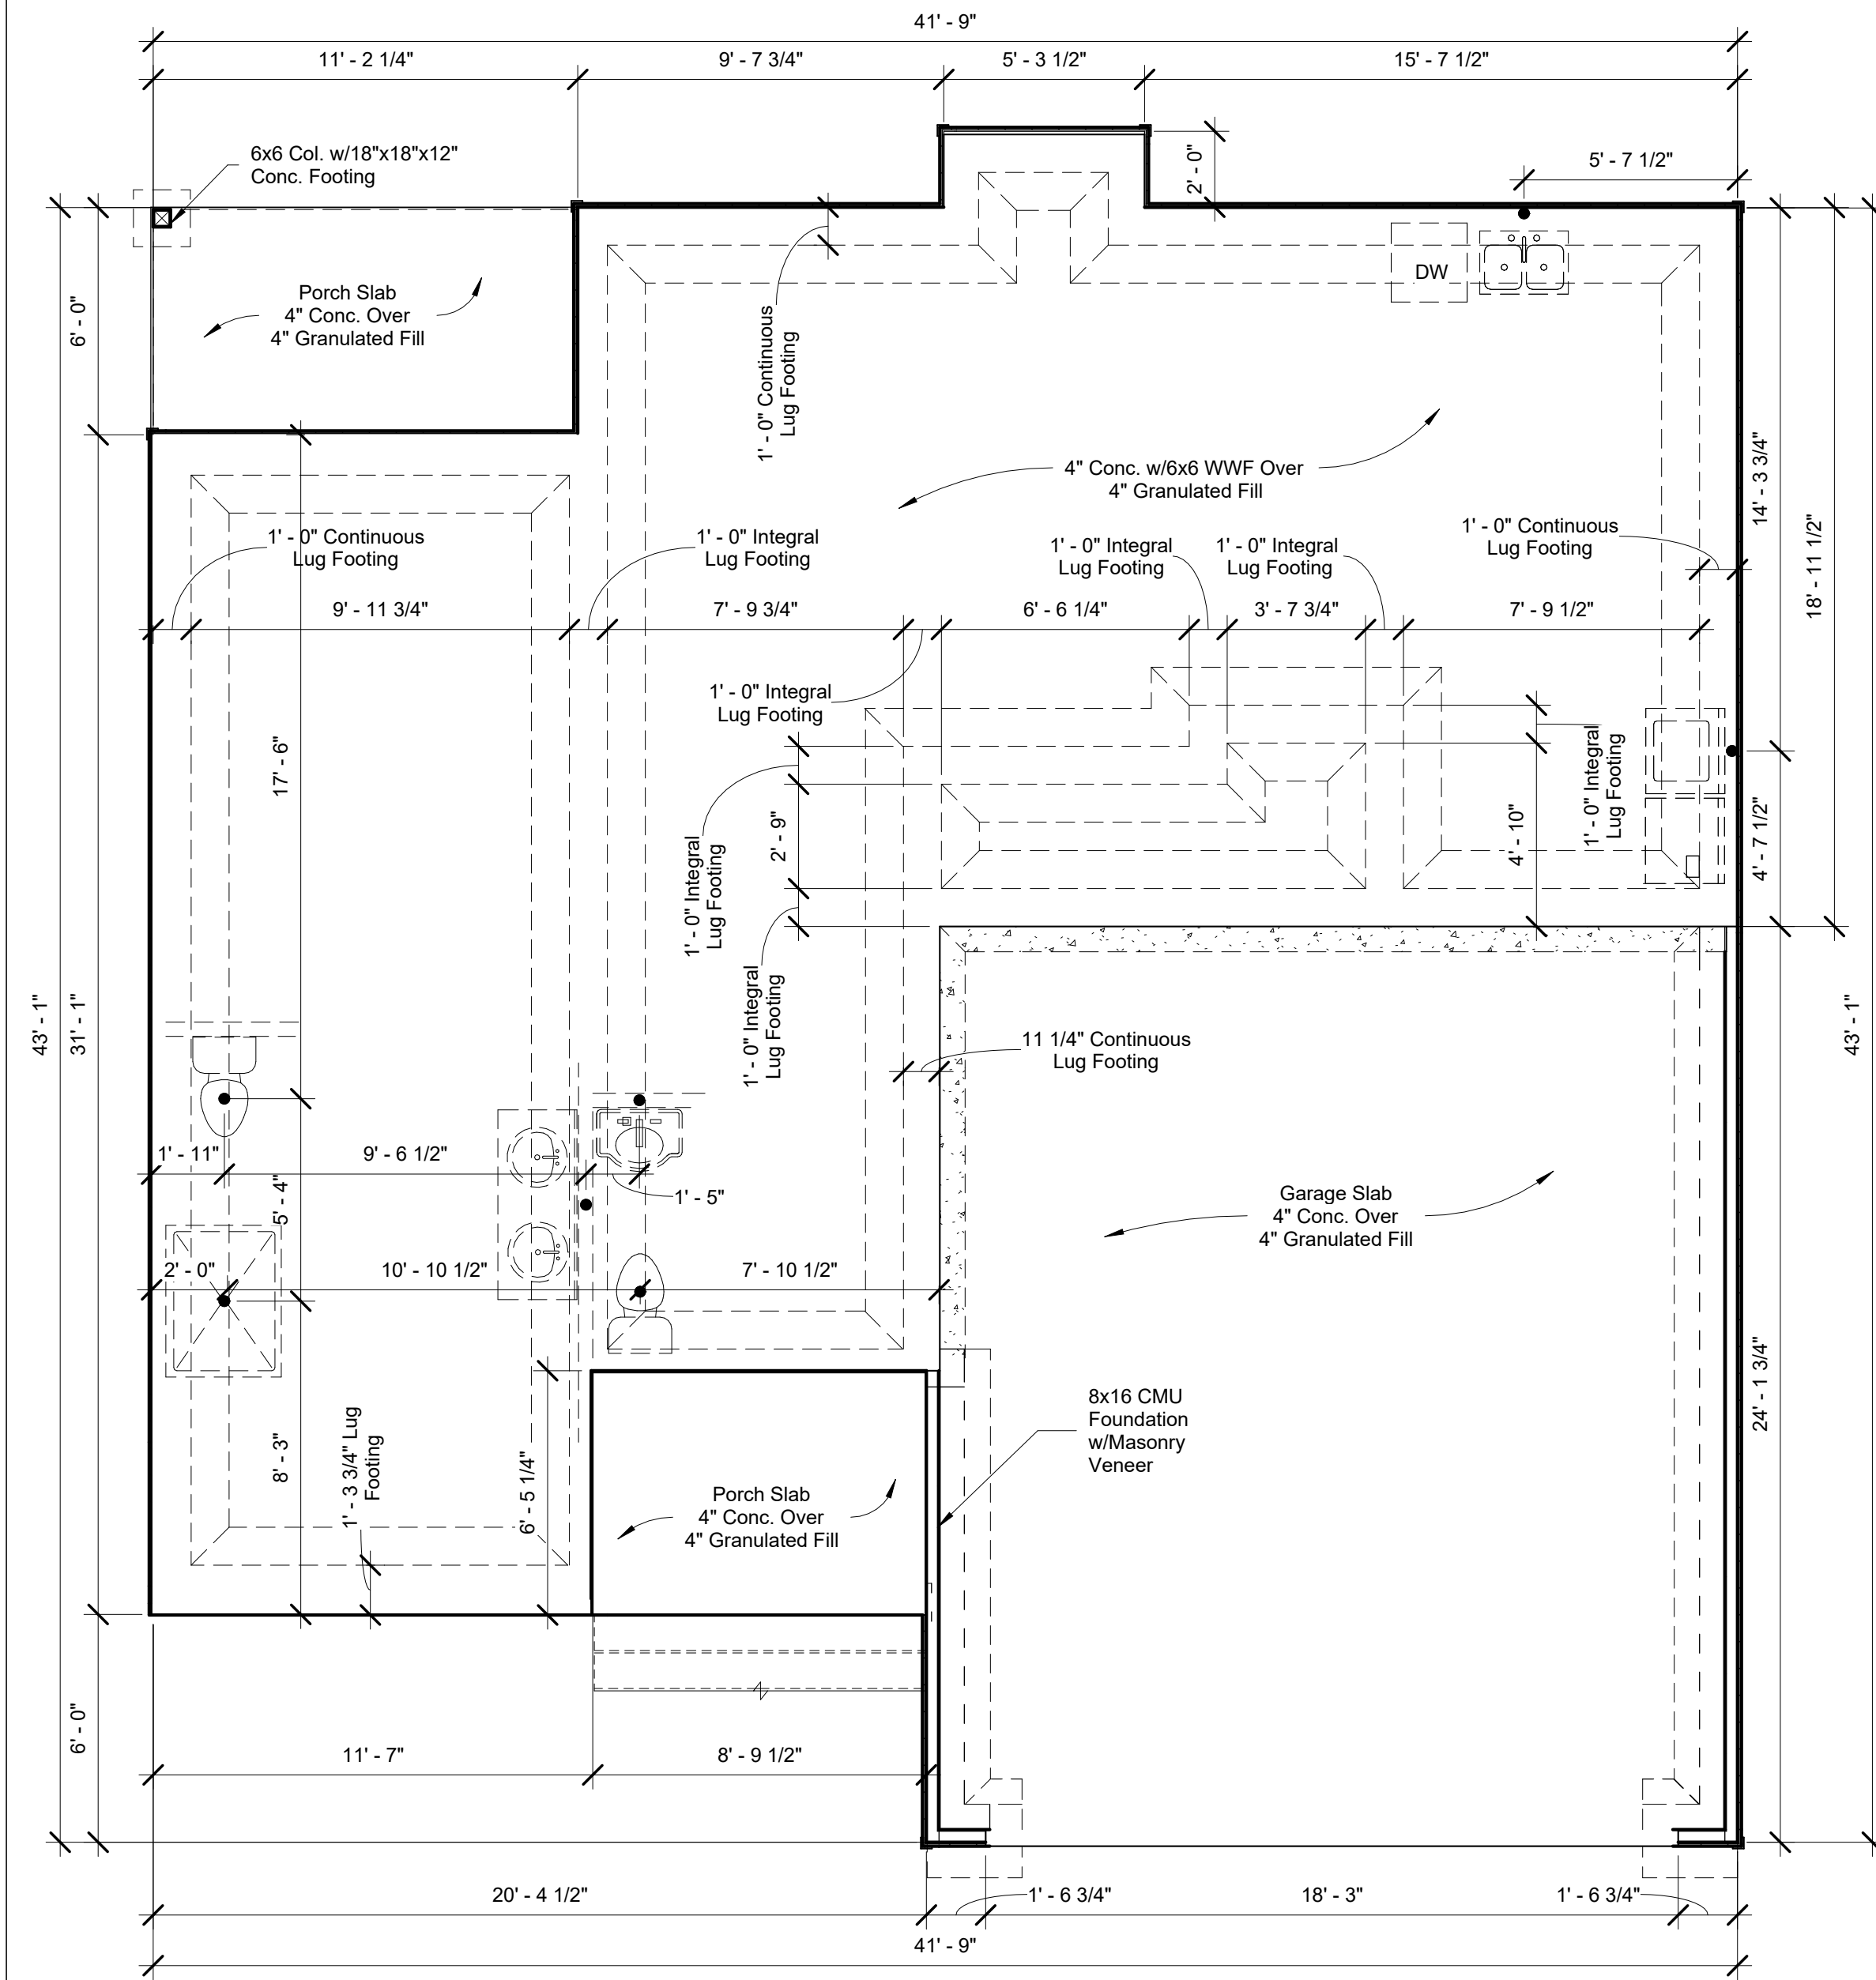 41' - 9"
11' - 2 1/4"
9' - 7 3/4"
5' - 3 1/2"
15' - 7 1/2"
6x6 Col. w/18"x18"x12"
Conc. Footing
2' - 0"
5' - 7 1/2"
Porch Slab
4" Conc. Over
4" Granulated Fill
6' - 0"
DW
1' - 0" Continuous
Lug Footing
4" Conc. w/6x6 WWF Over
4" Granulated Fill
14' - 3 3/4"
18' - 11 1/2"
1' - 0" Continuous
Lug Footing
1' - 0" Integral
Lug Footing
1' - 0" Integral
Lug Footing
1' - 0" Integral
Lug Footing
1' - 0" Continuous
Lug Footing
9' - 11 3/4"
7' - 9 3/4"
6' - 6 1/4"
3' - 7 3/4"
7' - 9 1/2"
1' - 0" Integral
Lug Footing
17' - 6"
1' - 0" Integral
Lug Footing
2' - 9"
4' - 10"
1' - 0" Integral
Lug Footing
4' - 7 1/2"
1' - 0" Integral
Lug Footing
43' - 1"
31' - 1"
43' - 1"
11 1/4" Continuous
Lug Footing
1' - 11"
9' - 6 1/2"
1' - 5"
5' - 4"
Garage Slab
4" Conc. Over
4" Granulated Fill
2' - 0"
10' - 10 1/2"
7' - 10 1/2"
24' - 1 3/4"
8x16 CMU
Foundation
w/Masonry
Veneer
8' - 3"
1' - 3 3/4" Lug
Footing
6' - 5 1/4"
Porch Slab
4" Conc. Over
4" Granulated Fill
6' - 0"
11' - 7"
8' - 9 1/2"
20' - 4 1/2"
1' - 6 3/4"
18' - 3"
1' - 6 3/4"
41' - 9"